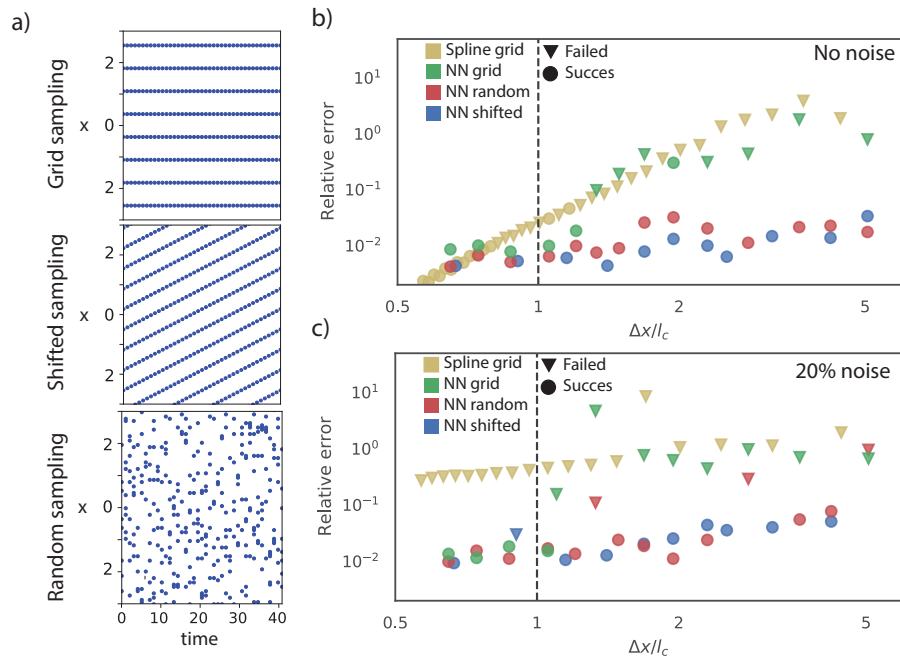 a)
Grid sampling
x
2
0
2
Shifted sampling
x
2
0
2
Random sampling
x
2
0
2
0 10 20 30 40
time
b)
No noise
Spline grid
NN grid
NN random
NN shifted
Failed
Succes
Relative error
10^1
10^0
10^-1
10^-2
0.5 1 2 5
Δx/l_c
c)
20% noise
Spline grid
NN grid
NN random
NN shifted
Failed
Succes
Relative error
10^1
10^0
10^-1
10^-2
0.5 1 2 5
Δx/l_c